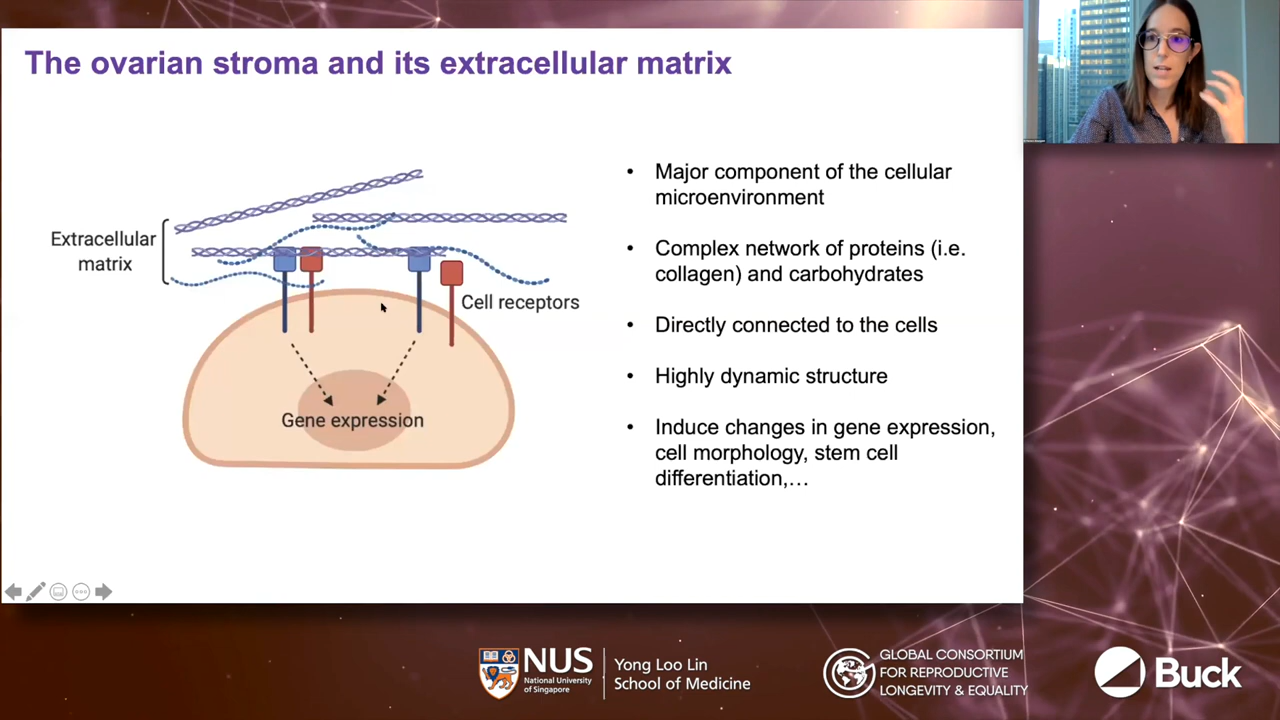 The ovarian stroma and its extracellular matrix
Extracellular
matrix
Cell receptors
Gene expression
• Major component of the cellular
microenvironment
• Complex network of proteins (i.e.
collagen) and carbohydrates
• Directly connected to the cells
• Highly dynamic structure
• Induce changes in gene expression,
cell morphology, stem cell
differentiation,…
NUS
National University
of Singapore
Yong Loo Lin
School of Medicine
GLOBAL CONSORTIUM
FOR REPRODUCTIVE
LONGEVITY & EQUALITY
Buck